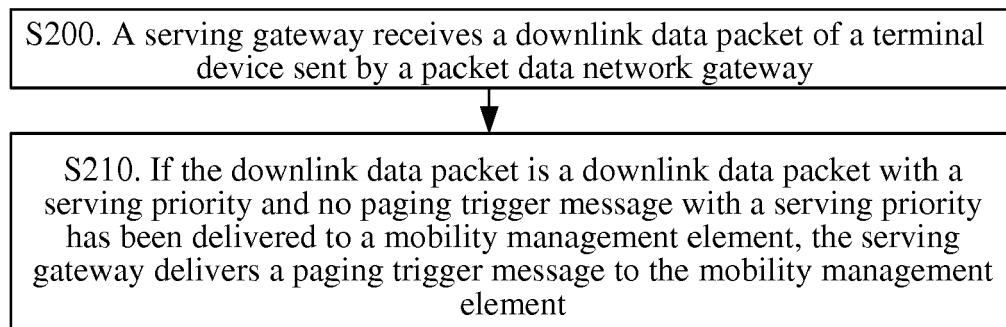 S200. A serving gateway receives a downlink data packet of a terminal
device sent by a packet data network gateway
S210. If the downlink data packet is a downlink data packet with a
serving priority and no paging trigger message with a serving priority
has been delivered to a mobility management element, the serving
gateway delivers a paging trigger message to the mobility management
element